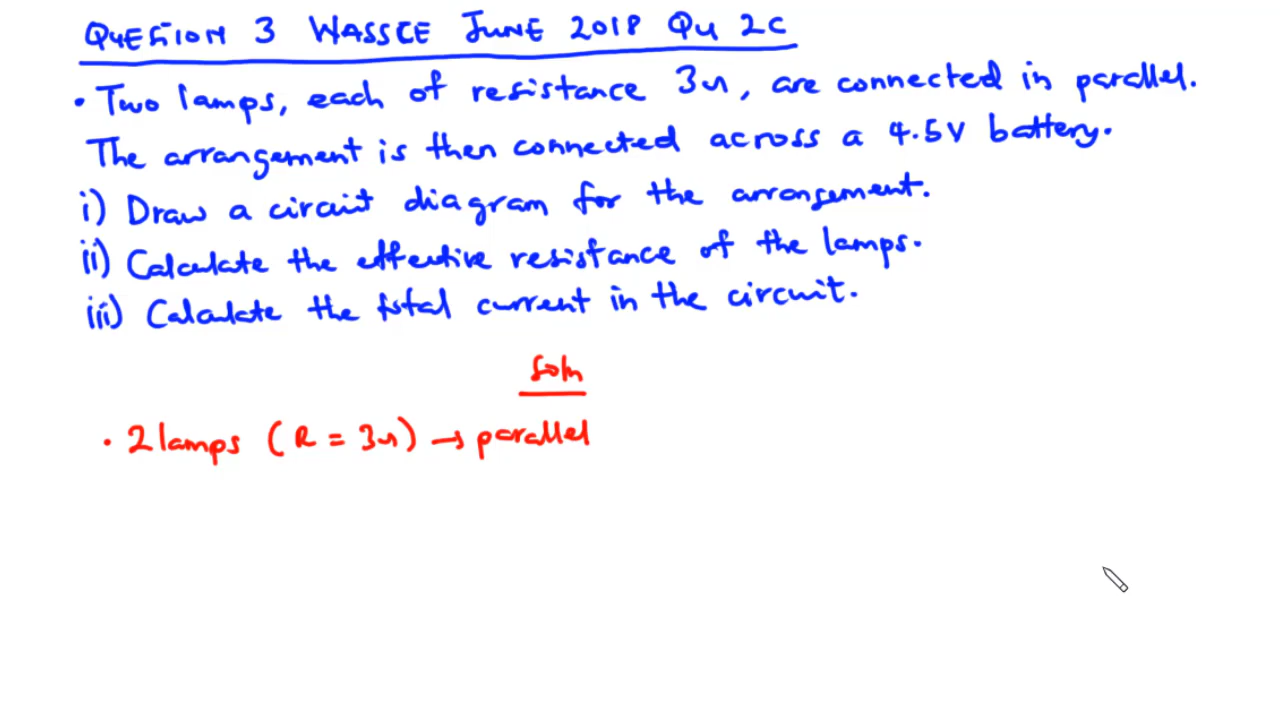 QUESTION 3 WASSCE JUNE 2018 QU 2C
• Two lamps, each of resistance 3Ω, are connected in parallel.
The arrangement is then connected across a 4.5V battery.
i) Draw a circuit diagram for the arrangement.
ii) Calculate the effective resistance of the lamps.
iii) Calculate the total current in the circuit.
Soln
• 2 lamps (R = 3Ω) → parallel